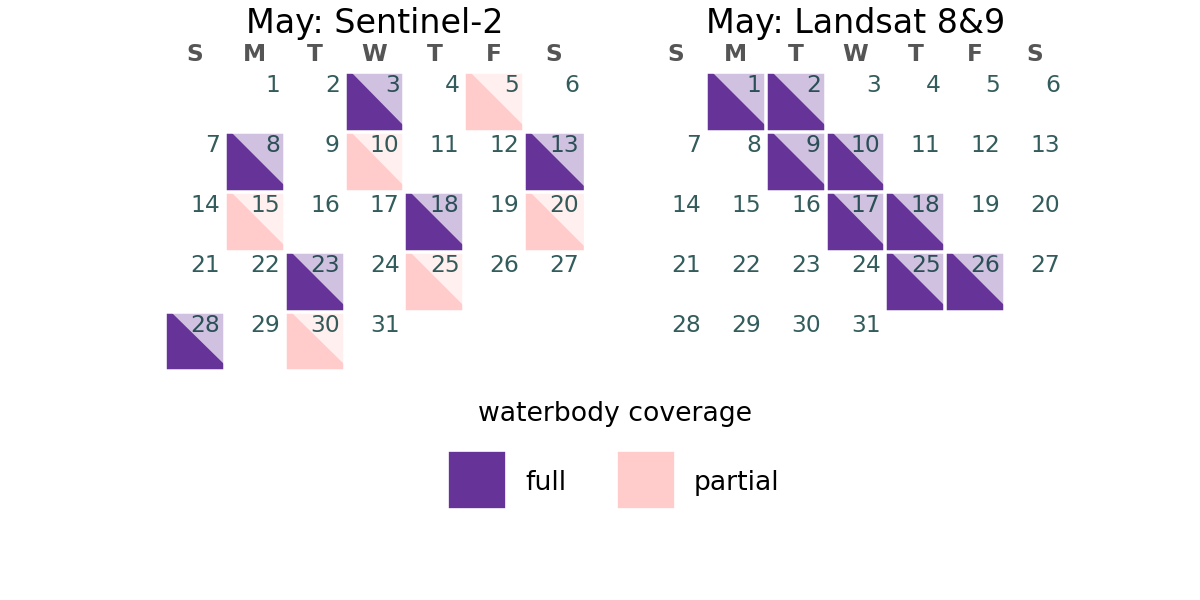 May: Sentinel-2
S M T W T F S
1 2 3 4 5 6
7 8 9 10 11 12 13
14 15 16 17 18 19 20
21 22 23 24 25 26 27
28 29 30 31
May: Landsat 8&9
S M T W T F S
1 2 3 4 5 6
7 8 9 10 11 12 13
14 15 16 17 18 19 20
21 22 23 24 25 26 27
28 29 30 31
waterbody coverage
full
partial